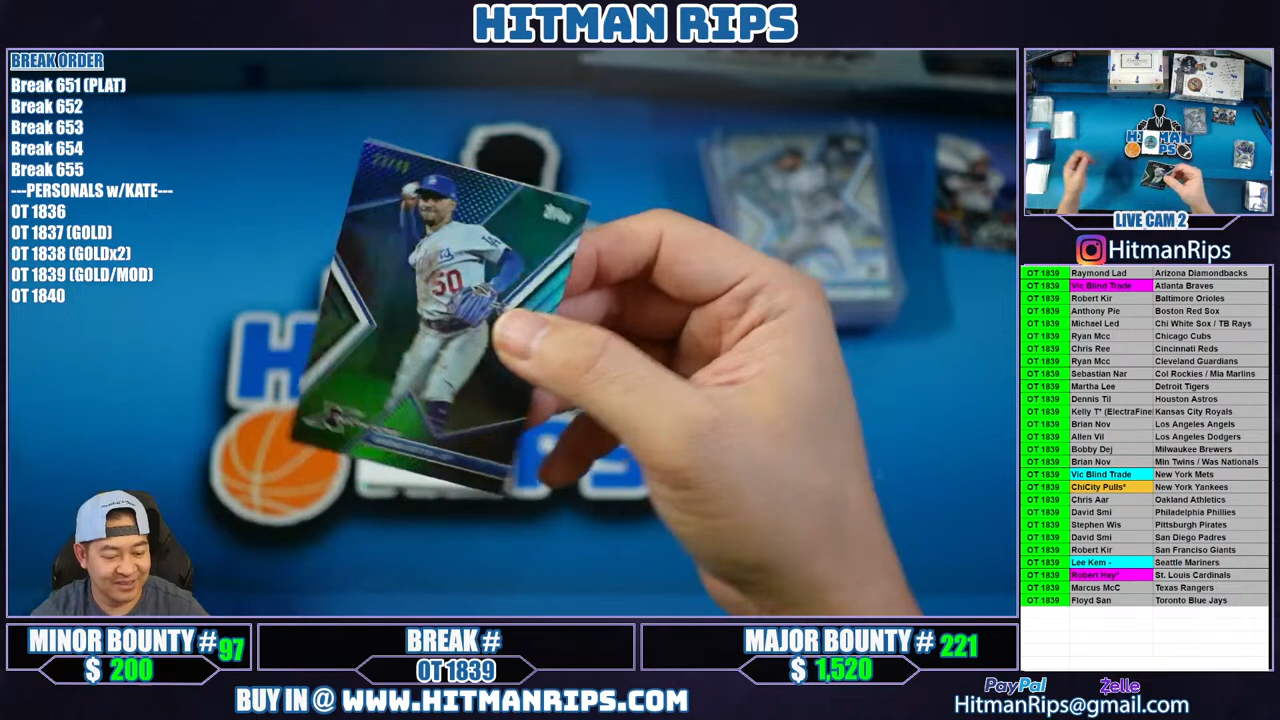 HITMAN RIPS
BREAK ORDER
Break 651 (PLAT)
Break 652
Break 653
Break 654
Break 655
---PERSONALS w/KATE---
OT 1836
OT 1837 (GOLD)
OT 1838 (GOLDx2)
OT 1839 (GOLD/MOD)
OT 1840
50
LIVE CAM 2
HitmanRips
OT 1839 Raymond Lad Arizona Diamondbacks
OT 1839 Vic Blind Trade Atlanta Braves
OT 1839 Robert Kir Baltimore Orioles
OT 1839 Anthony Pie Boston Red Sox
OT 1839 Michael Led Chi White Sox / TB Rays
OT 1839 Ryan Mcc Chicago Cubs
OT 1839 Chris Ree Cincinnati Reds
OT 1839 Ryan Mcc Cleveland Guardians
OT 1839 Sebastian Nar Col Rockies / Mia Marlins
OT 1839 Martha Lee Detroit Tigers
OT 1839 Dennis Til Houston Astros
OT 1839 Kelly T* (ElectraFine Kansas City Royals
OT 1839 Brian Nov Los Angeles Angels
OT 1839 Allen Vil Los Angeles Dodgers
OT 1839 Bobby Dej Milwaukee Brewers
OT 1839 Brian Nov Min Twins / Was Nationals
OT 1839 Vic Blind Trade New York Mets
OT 1839 ChiCity Pulls* New York Yankees
OT 1839 Chris Aar Oakland Athletics
OT 1839 David Smi Philadelphia Phillies
OT 1839 Stephen Wis Pittsburgh Pirates
OT 1839 David Smi San Diego Padres
OT 1839 Robert Kir San Franciso Giants
OT 1839 Lee Kem - Seattle Mariners
OT 1839 Robert Hay* St. Louis Cardinals
OT 1839 Marcus McC Texas Rangers
OT 1839 Floyd San Toronto Blue Jays
MINOR BOUNTY # 97
$ 200
BREAK #
OT 1839
MAJOR BOUNTY # 221
$ 1,520
BUY IN @ WWW.HITMANRIPS.COM
PayPal Zelle
HitmanRips@gmail.com